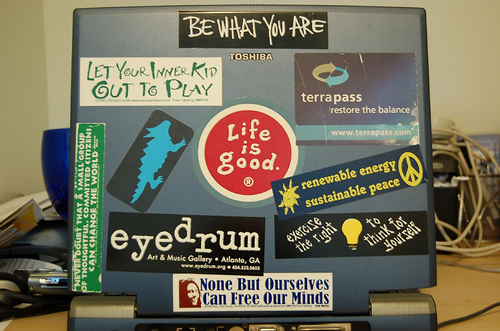 BE WHAT YOU ARE
TOSHIBA
LET YOUR INNER KID
OUT TO PLAY
terrapass
restore the balance
www.terrapass.com
Life
is
good.
®
renewable energy
sustainable peace
NEVER DOUBT THAT A SMALL GROUP
OF THOUGHTFUL, COMMITTED CITIZENS,
CAN CHANGE THE WORLD
exercise
the right
to
think for
yourself
eyedrum
Art & Music Gallery • Atlanta, GA
www.eyedrum.org • 404.522.0655
None But Ourselves
Can Free Our Minds